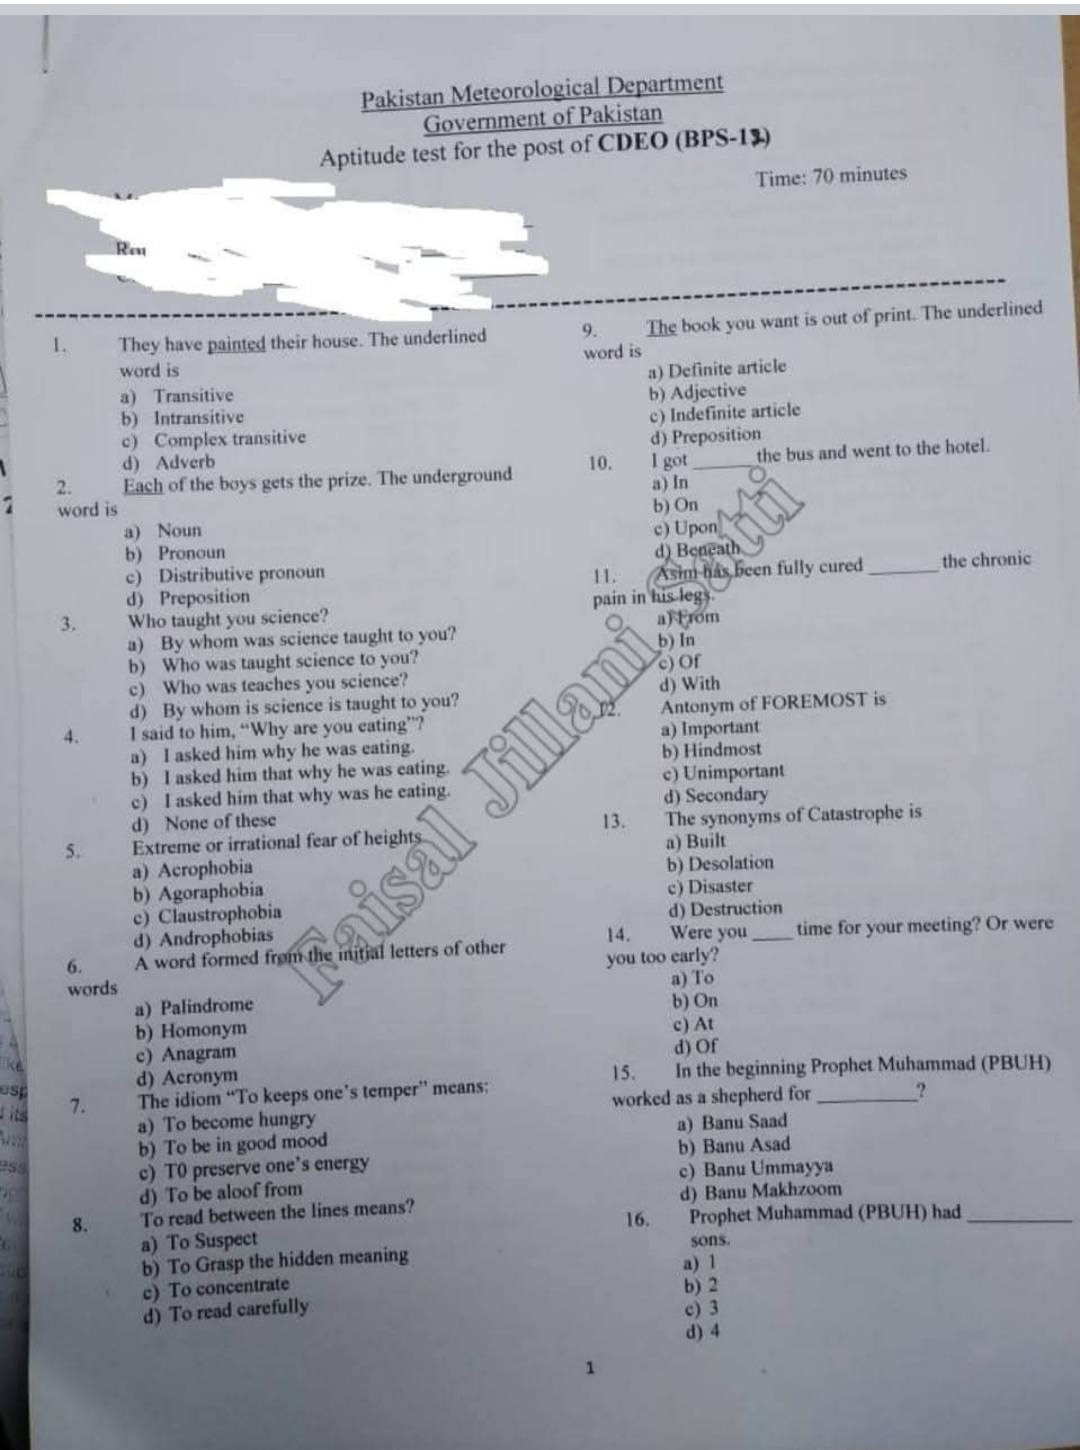 Pakistan Meteorological Department
Government of Pakistan
Aptitude test for the post of CDEO (BPS-13)
Time: 70 minutes
1. They have painted their house. The underlined
word is
a) Transitive
b) Intransitive
c) Complex transitive
d) Adverb
2. Each of the boys gets the prize. The underground
word is
a) Noun
b) Pronoun
c) Distributive pronoun
d) Preposition
3. Who taught you science?
a) By whom was science taught to you?
b) Who was taught science to you?
c) Who was teaches you science?
d) By whom is science is taught to you?
4. I said to him, “Why are you eating”?
a) I asked him why he was eating.
b) I asked him that why he was eating.
c) I asked him that why was he eating.
d) None of these
5. Extreme or irrational fear of heights
a) Acrophobia
b) Agoraphobia
c) Claustrophobia
d) Androphobias
6. A word formed from the initial letters of other
words
a) Palindrome
b) Homonym
c) Anagram
d) Acronym
7. The idiom “To keeps one’s temper” means:
a) To become hungry
b) To be in good mood
c) T0 preserve one’s energy
d) To be aloof from
8. To read between the lines means?
a) To Suspect
b) To Grasp the hidden meaning
c) To concentrate
d) To read carefully
9. The book you want is out of print. The underlined
word is
a) Definite article
b) Adjective
c) Indefinite article
d) Preposition
10. I got ______ the bus and went to the hotel.
a) In
b) On
c) Upon
d) Beneath
11. Asim has been fully cured _______ the chronic
pain in his legs.
a) From
b) In
c) Of
d) With
12. Antonym of FOREMOST is
a) Important
b) Hindmost
c) Unimportant
d) Secondary
13. The synonyms of Catastrophe is
a) Built
b) Desolation
c) Disaster
d) Destruction
14. Were you ____ time for your meeting? Or were
you too early?
a) To
b) On
c) At
d) Of
15. In the beginning Prophet Muhammad (PBUH)
worked as a shepherd for __________?
a) Banu Saad
b) Banu Asad
c) Banu Ummayya
d) Banu Makhzoom
16. Prophet Muhammad (PBUH) had __________
sons.
a) 1
b) 2
c) 3
d) 4
1
Faisal Jillani Satti